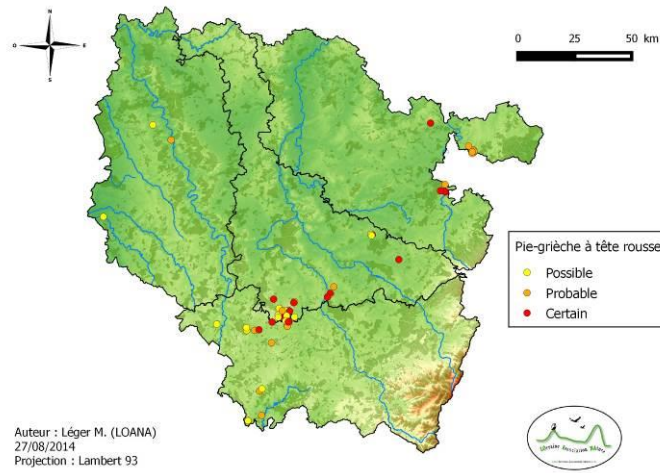 N
O E
S
0 25 50 km
Pie-grièche à tête rousse
Possible
Probable
Certain
Auteur : Léger M. (LOANA)
27/08/2014
Projection : Lambert 93